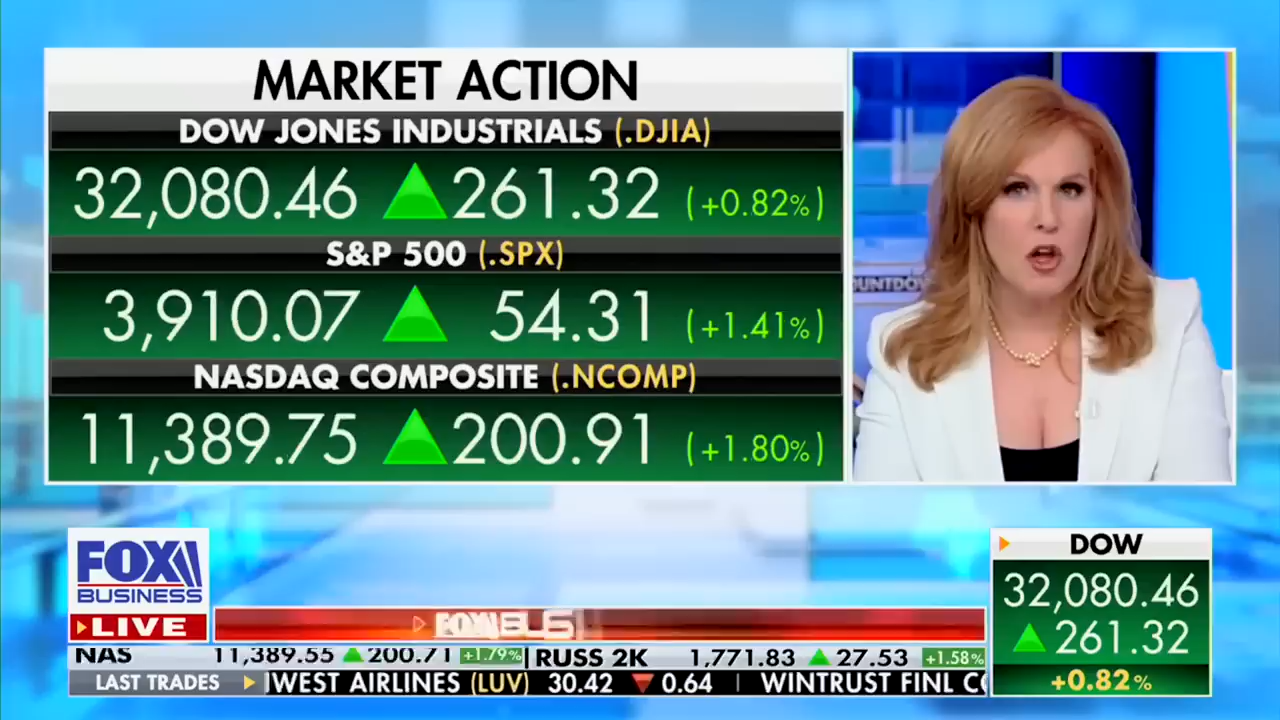 MARKET ACTION
DOW JONES INDUSTRIALS (.DJIA)
32,080.46 ▲ 261.32 (+0.82%)
S&P 500 (.SPX)
3,910.07 ▲ 54.31 (+1.41%)
NASDAQ COMPOSITE (.NCOMP)
11,389.75 ▲ 200.91 (+1.80%)
FOX
BUSINESS
LIVE
DOW
32,080.46
▲ 261.32
+0.82%
NAS 11,389.55 ▲ 200.71 +1.79% RUSS 2K 1,771.83 ▲ 27.53 +1.58%
LAST TRADES WEST AIRLINES (LUV) 30.42 ▼ 0.64 WINTRUST FINL